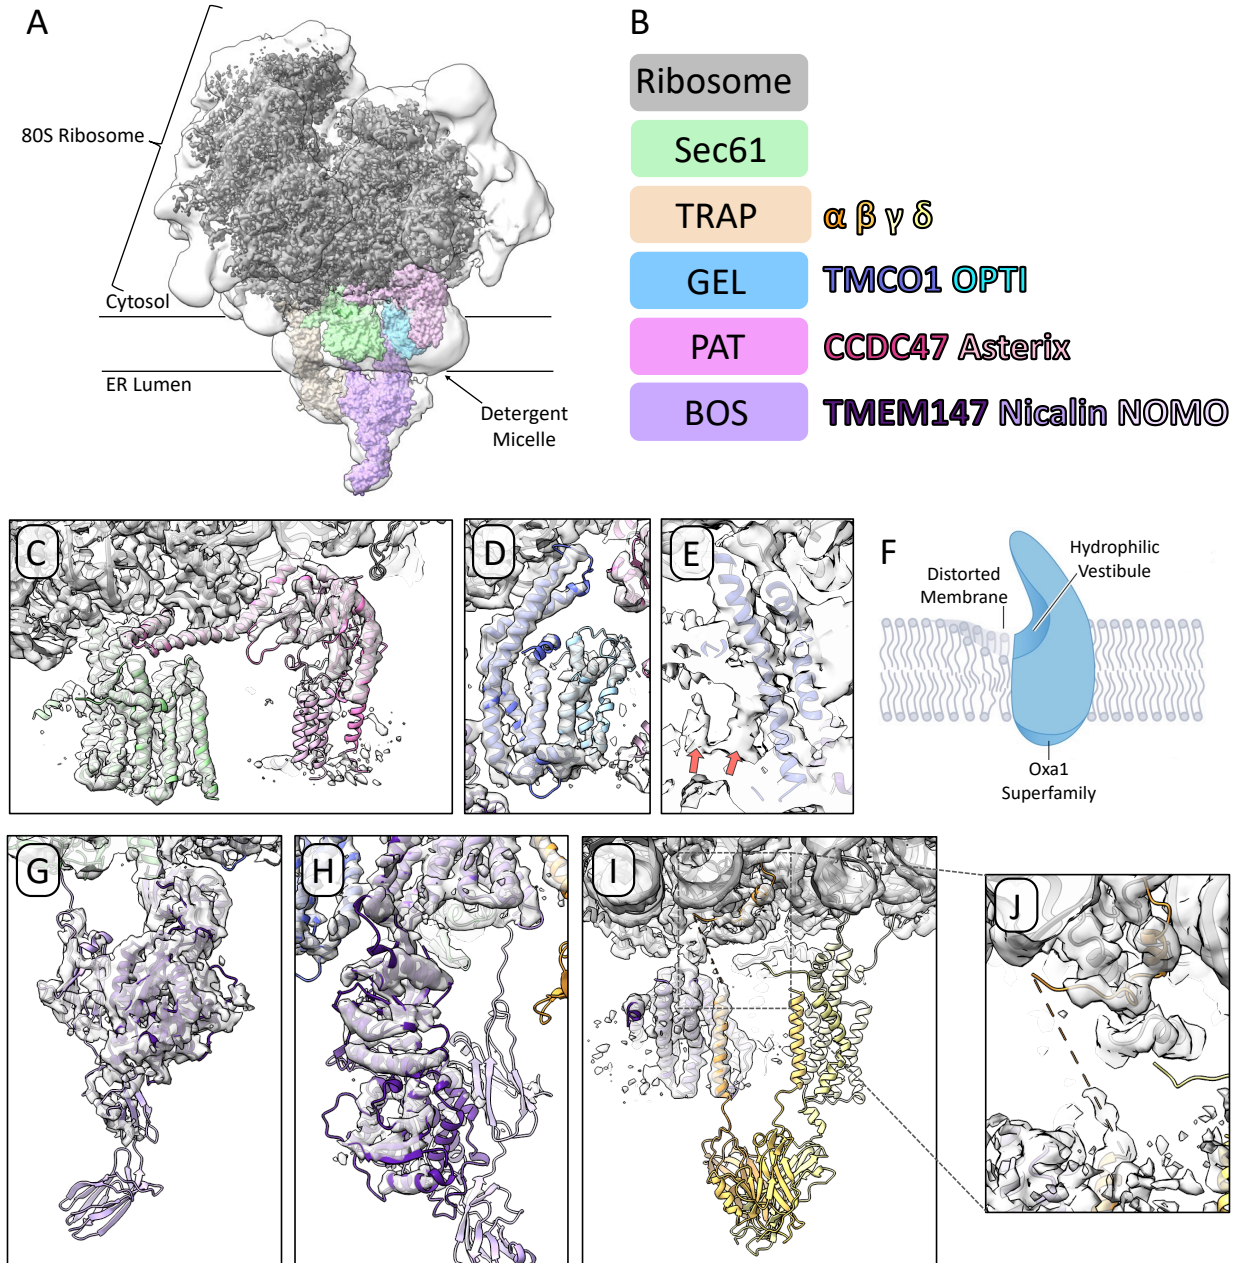 A
80S Ribosome
Cytosol
ER Lumen
Detergent
Micelle
B
Ribosome
Sec61
TRAP α β γ δ
GEL TMCO1 OPTI
PAT CCDC47 Asterix
BOS TMEM147 Nicalin NOMO
C
D
E
F
Distorted
Membrane
Hydrophilic
Vestibule
Oxa1
Superfamily
G
H
I
J